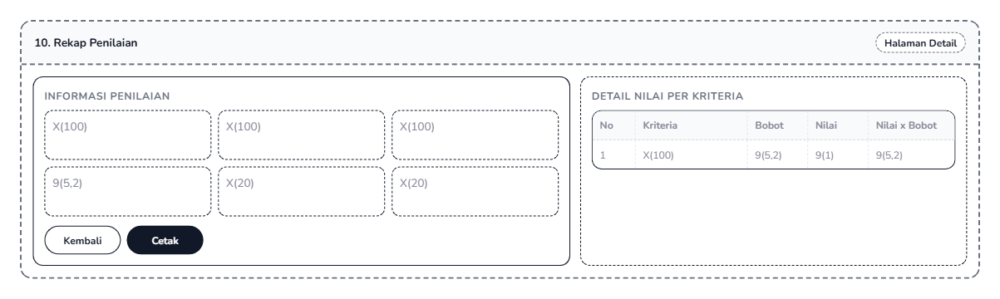 10. Rekap Penilaian
Halaman Detail
INFORMASI PENILAIAN
X(100) X(100) X(100)
9(5,2) X(20) X(20)
Kembali Cetak
DETAIL NILAI PER KRITERIA
No Kriteria Bobot Nilai Nilai x Bobot
1 X(100) 9(5,2) 9(1) 9(5,2)